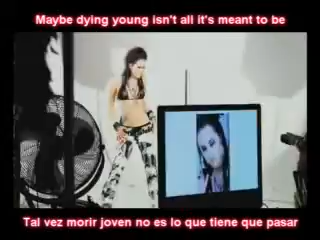 Maybe dying young isn't all it's meant to be
Tal vez morir joven no es lo que tiene que pasar